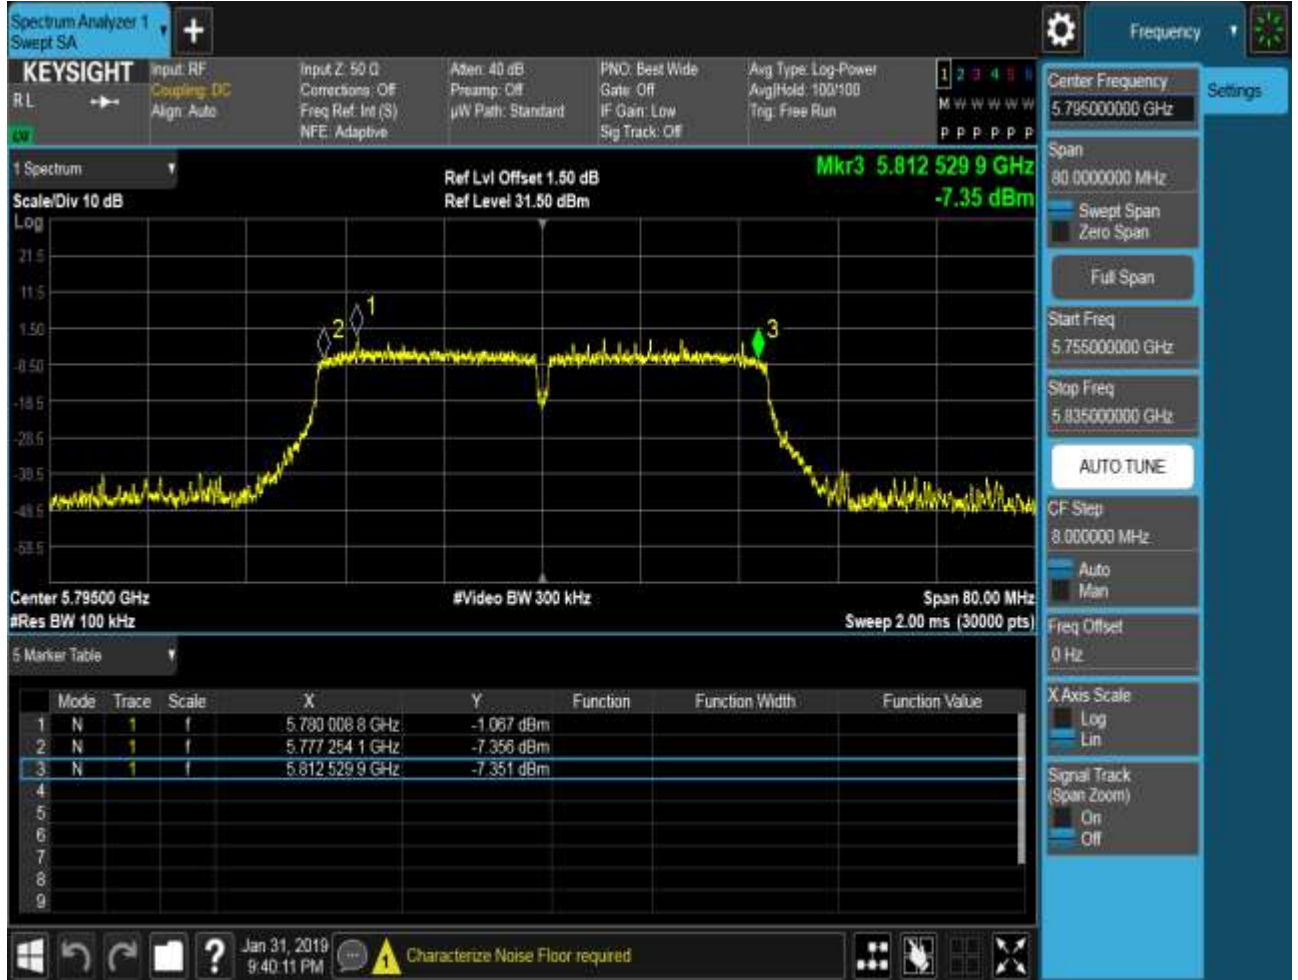 Spectrum Analyzer 1
Swept SA
Frequency
KEYSIGHT
RL
Input: RF
Coupling: DC
Align: Auto
Input Z: 50 Ω
Corrections: Off
Freq Ref: Int (S)
NFE: Adaptive
Atten: 40 dB
Preamp: Off
µW Path: Standard
PNO: Best Wide
Gate: Off
IF Gain: Low
Sig Track: Off
Avg Type: Log-Power
Avg|Hold: 100/100
Trig: Free Run
1 2 3 4 5 6
M W W W W W
P P P P P P
1 Spectrum
Scale/Div 10 dB
Ref Lvl Offset 1.50 dB
Ref Level 31.50 dBm
Mkr3 5.812 529 9 GHz
-7.35 dBm
Log
21.5
11.5
1.50
-8.50
-18.5
-28.5
-38.5
-48.5
-58.5
1
2
3
Center 5.79500 GHz
#Video BW 300 kHz
Span 80.00 MHz
#Res BW 100 kHz
Sweep 2.00 ms (30000 pts)
5 Marker Table
Mode Trace Scale X Y Function Function Width Function Value
1 N 1 f 5.780 008 8 GHz -1.067 dBm
2 N 1 f 5.777 254 1 GHz -7.356 dBm
3 N 1 f 5.812 529 9 GHz -7.351 dBm
4
5
6
7
8
9
Center Frequency
5.795000000 GHz
Settings
Span
80.0000000 MHz
Swept Span
Zero Span
Full Span
Start Freq
5.755000000 GHz
Stop Freq
5.835000000 GHz
AUTO TUNE
CF Step
8.000000 MHz
Auto
Man
Freq Offset
0 Hz
X Axis Scale
Log
Lin
Signal Track
(Span Zoom)
On
Off
?
Jan 31, 2019
9:40:11 PM
1
Characterize Noise Floor required